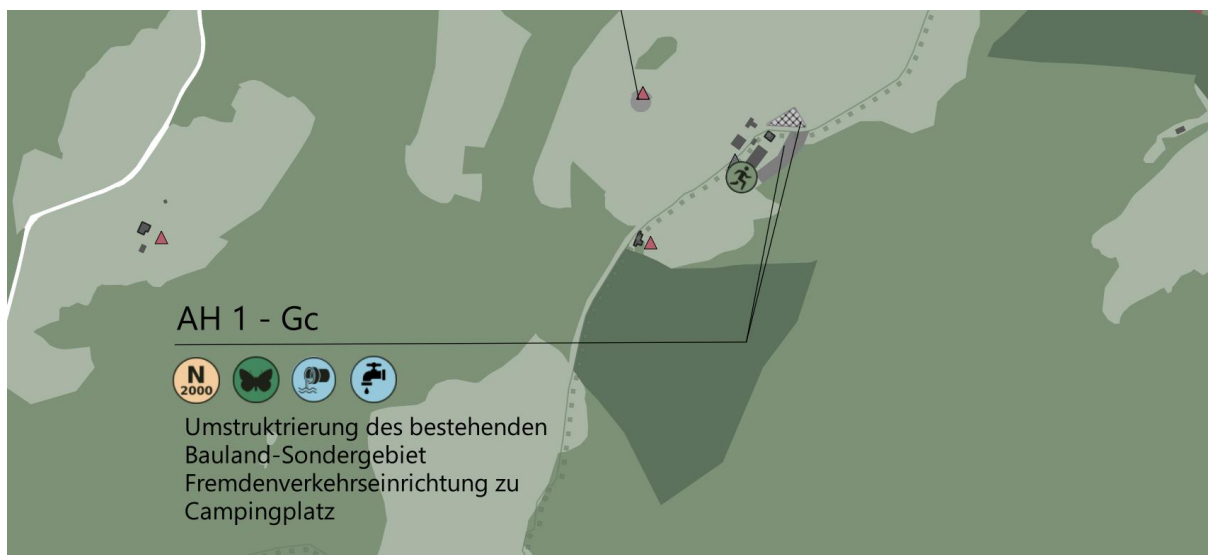 AH 1 - Gc
N
2000
Umstruktrierung des bestehenden
Bauland-Sondergebiet
Fremdenverkehrseinrichtung zu
Campingplatz